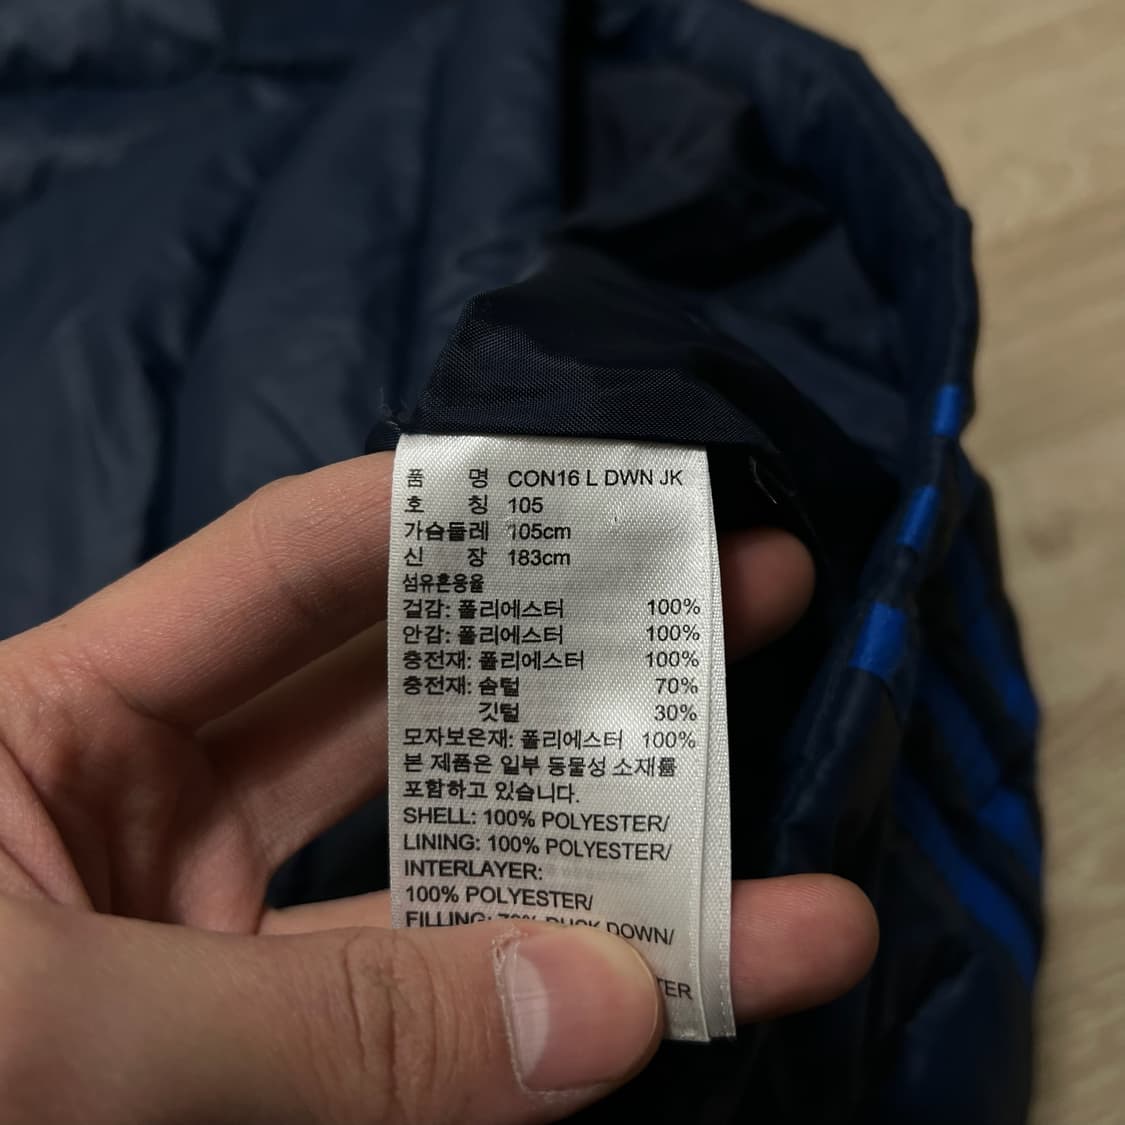 품 명 CON16 L DWN JK
호 칭 105
가슴둘레 105cm
신 장 183cm
섬유혼용율
겉감: 폴리에스터 100%
안감: 폴리에스터 100%
충전재: 폴리에스터 100%
충전재: 솜털 70%
깃털 30%
모자보온재: 폴리에스터 100%
본 제품은 일부 동물성 소재를
포함하고 있습니다.
SHELL: 100% POLYESTER/
LINING: 100% POLYESTER/
INTERLAYER:
100% POLYESTER/
FILLING: 70% DUCK DOWN/